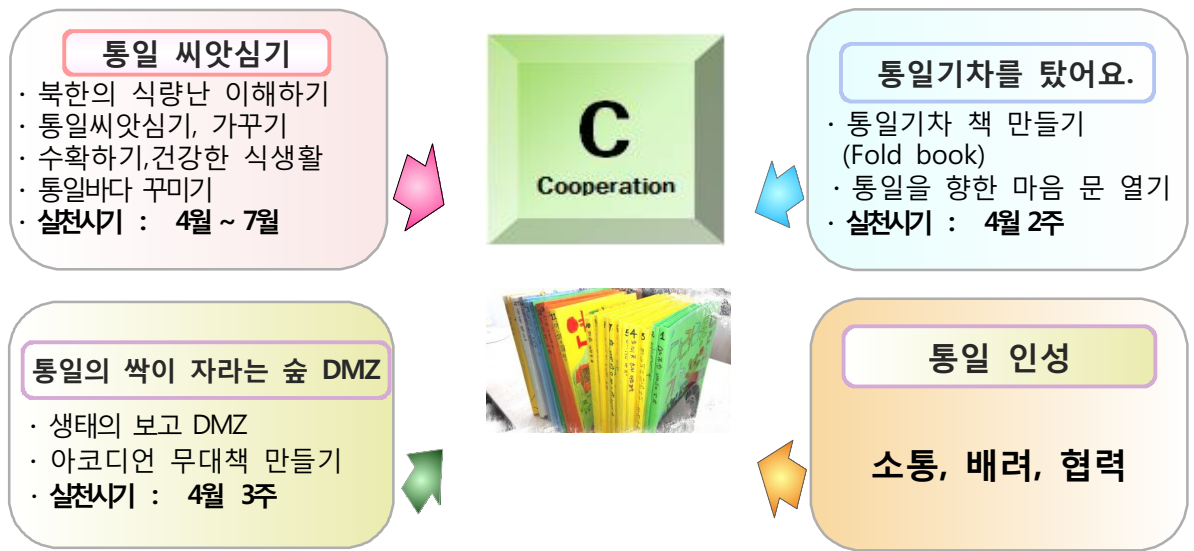 통일 씨앗심기
· 북한의 식량난 이해하기
· 통일씨앗심기, 가꾸기
· 수확하기,건강한 식생활
· 통일바다 꾸미기
· 실천시기 : 4월 ~ 7월
C
Cooperation
통일기차를 탔어요.
· 통일기차 책 만들기
(Fold book)
· 통일을 향한 마음 문 열기
· 실천시기 : 4월 2주
통일의 싹이 자라는 숲 DMZ
· 생태의 보고 DMZ
· 아코디언 무대책 만들기
· 실천시기 : 4월 3주
통일 인성
소통, 배려, 협력